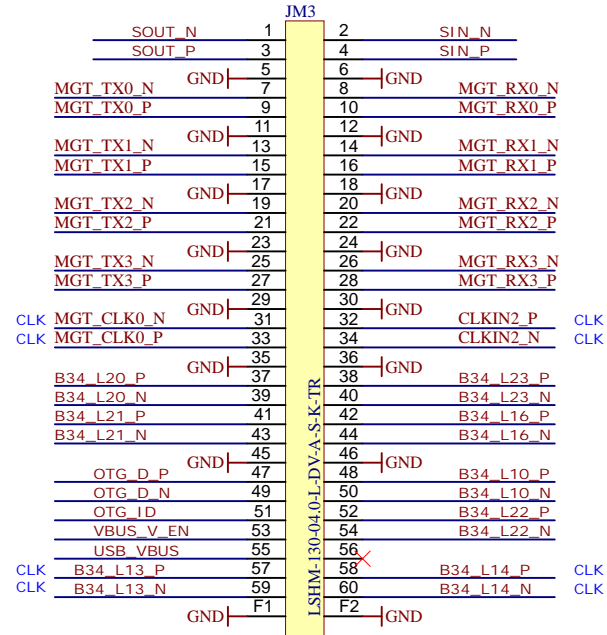 JM3
SOUT_N 1 2 SIN_N
SOUT_P 3 4 SIN_P
GND 5 6 GND
MGT_TX0_N 7 8 MGT_RX0_N
MGT_TX0_P 9 10 MGT_RX0_P
GND 11 12 GND
MGT_TX1_N 13 14 MGT_RX1_N
MGT_TX1_P 15 16 MGT_RX1_P
GND 17 18 GND
MGT_TX2_N 19 20 MGT_RX2_N
MGT_TX2_P 21 22 MGT_RX2_P
GND 23 24 GND
MGT_TX3_N 25 26 MGT_RX3_N
MGT_TX3_P 27 28 MGT_RX3_P
GND 29 30 GND
CLK MGT_CLK0_N 31 32 CLKIN2_P CLK
CLK MGT_CLK0_P 33 34 CLKIN2_N CLK
GND 35 36 GND
B34_L20_P 37 38 B34_L23_P
B34_L20_N 39 40 B34_L23_N
B34_L21_P 41 42 B34_L16_P
B34_L21_N 43 44 B34_L16_N
GND 45 46 GND
OTG_D_P 47 48 B34_L10_P
OTG_D_N 49 50 B34_L10_N
OTG_ID 51 52 B34_L22_P
VBUS_V_EN 53 54 B34_L22_N
USB_VBUS 55 56
CLK B34_L13_P 57 58 B34_L14_P CLK
CLK B34_L13_N 59 60 B34_L14_N CLK
GND F1 F2 GND
LSHM-130-04.0-L-DV-A-S-K-TR